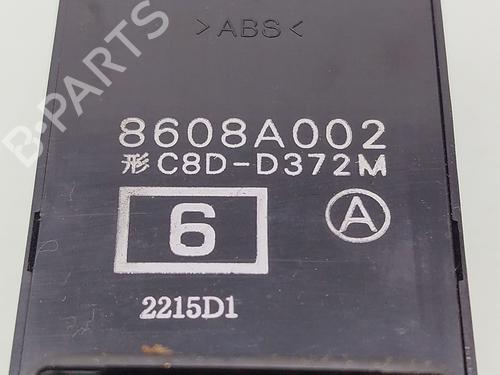 >ABS<
8608A002
形 C8D-D372M
6 A
2215D1
B-PARTS